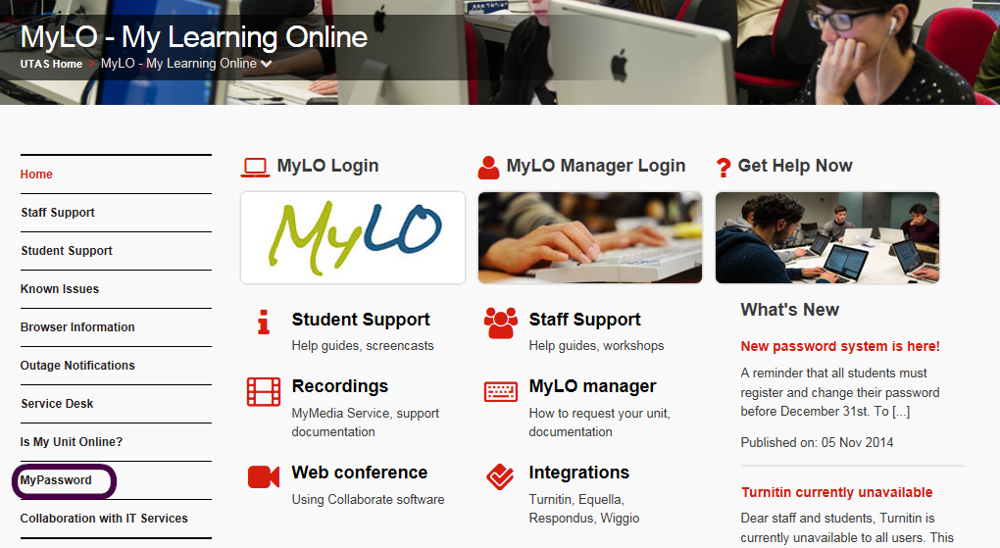 MyLO - My Learning Online
UTAS Home > MyLO - My Learning Online
Home
Staff Support
Student Support
Known Issues
Browser Information
Outage Notifications
Service Desk
Is My Unit Online?
MyPassword
Collaboration with IT Services
MyLO Login
MyLO
Student Support
Help guides, screencasts
Recordings
MyMedia Service, support
documentation
Web conference
Using Collaborate software
MyLO Manager Login
Staff Support
Help guides, workshops
MyLO manager
How to request your unit,
documentation
Integrations
Turnitin, Equella,
Respondus, Wiggio
? Get Help Now
What's New
New password system is here!
A reminder that all students must
register and change their password
before December 31st. To [...]
Published on: 05 Nov 2014
Turnitin currently unavailable
Dear staff and students, Turnitin is
currently unavailable to all users. This